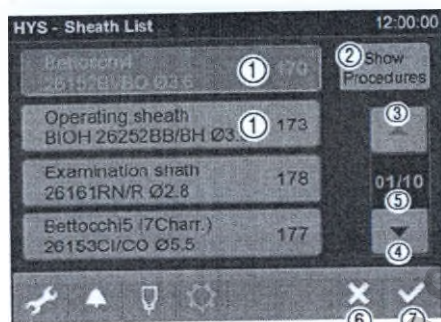 HYS - Sheath List 12:00:00
① 170
Ø3.6
② Show
Procedures
Operating sheath
BIOH 26252BB/BH Ø3. ① 173
③
Examination shath
26161RN/R Ø2.8 178
01/10
⑤
Bettocchi5 (7Charr.)
26153CI/CO Ø5.5 177
④
⑥ ⑦